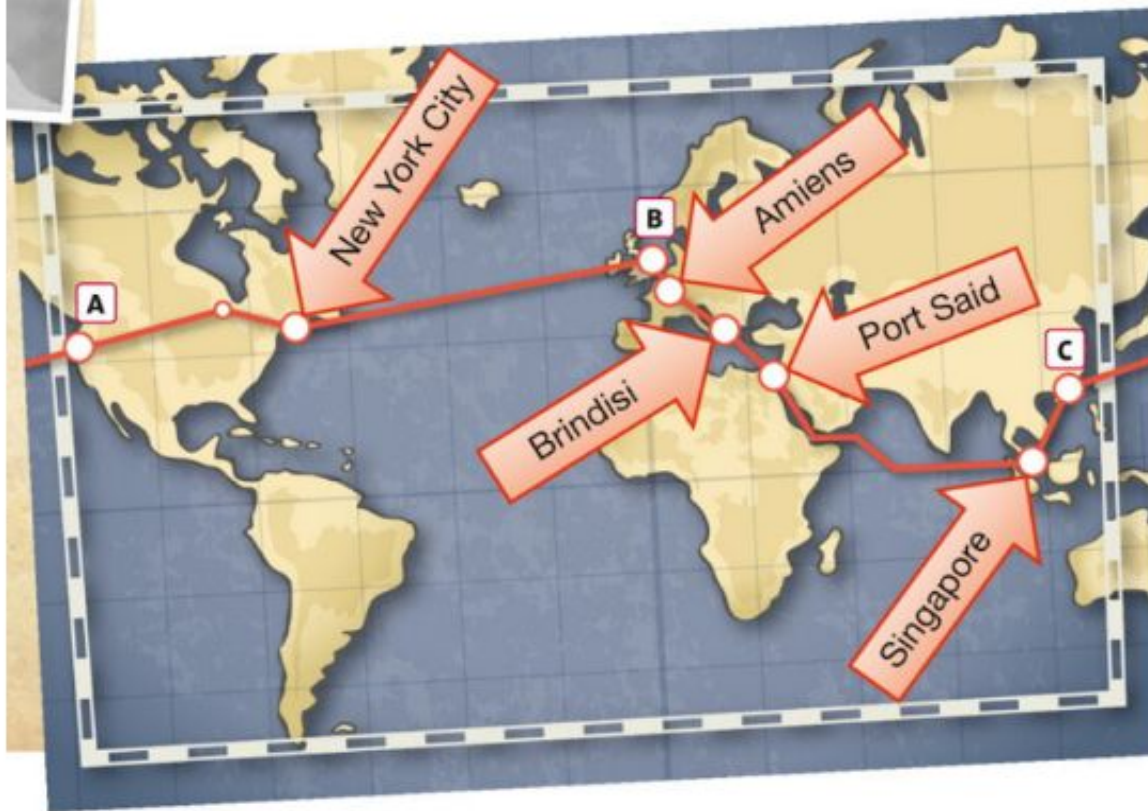 New York City
Amiens
B
A
Port Said
C
Brindisi
Singapore